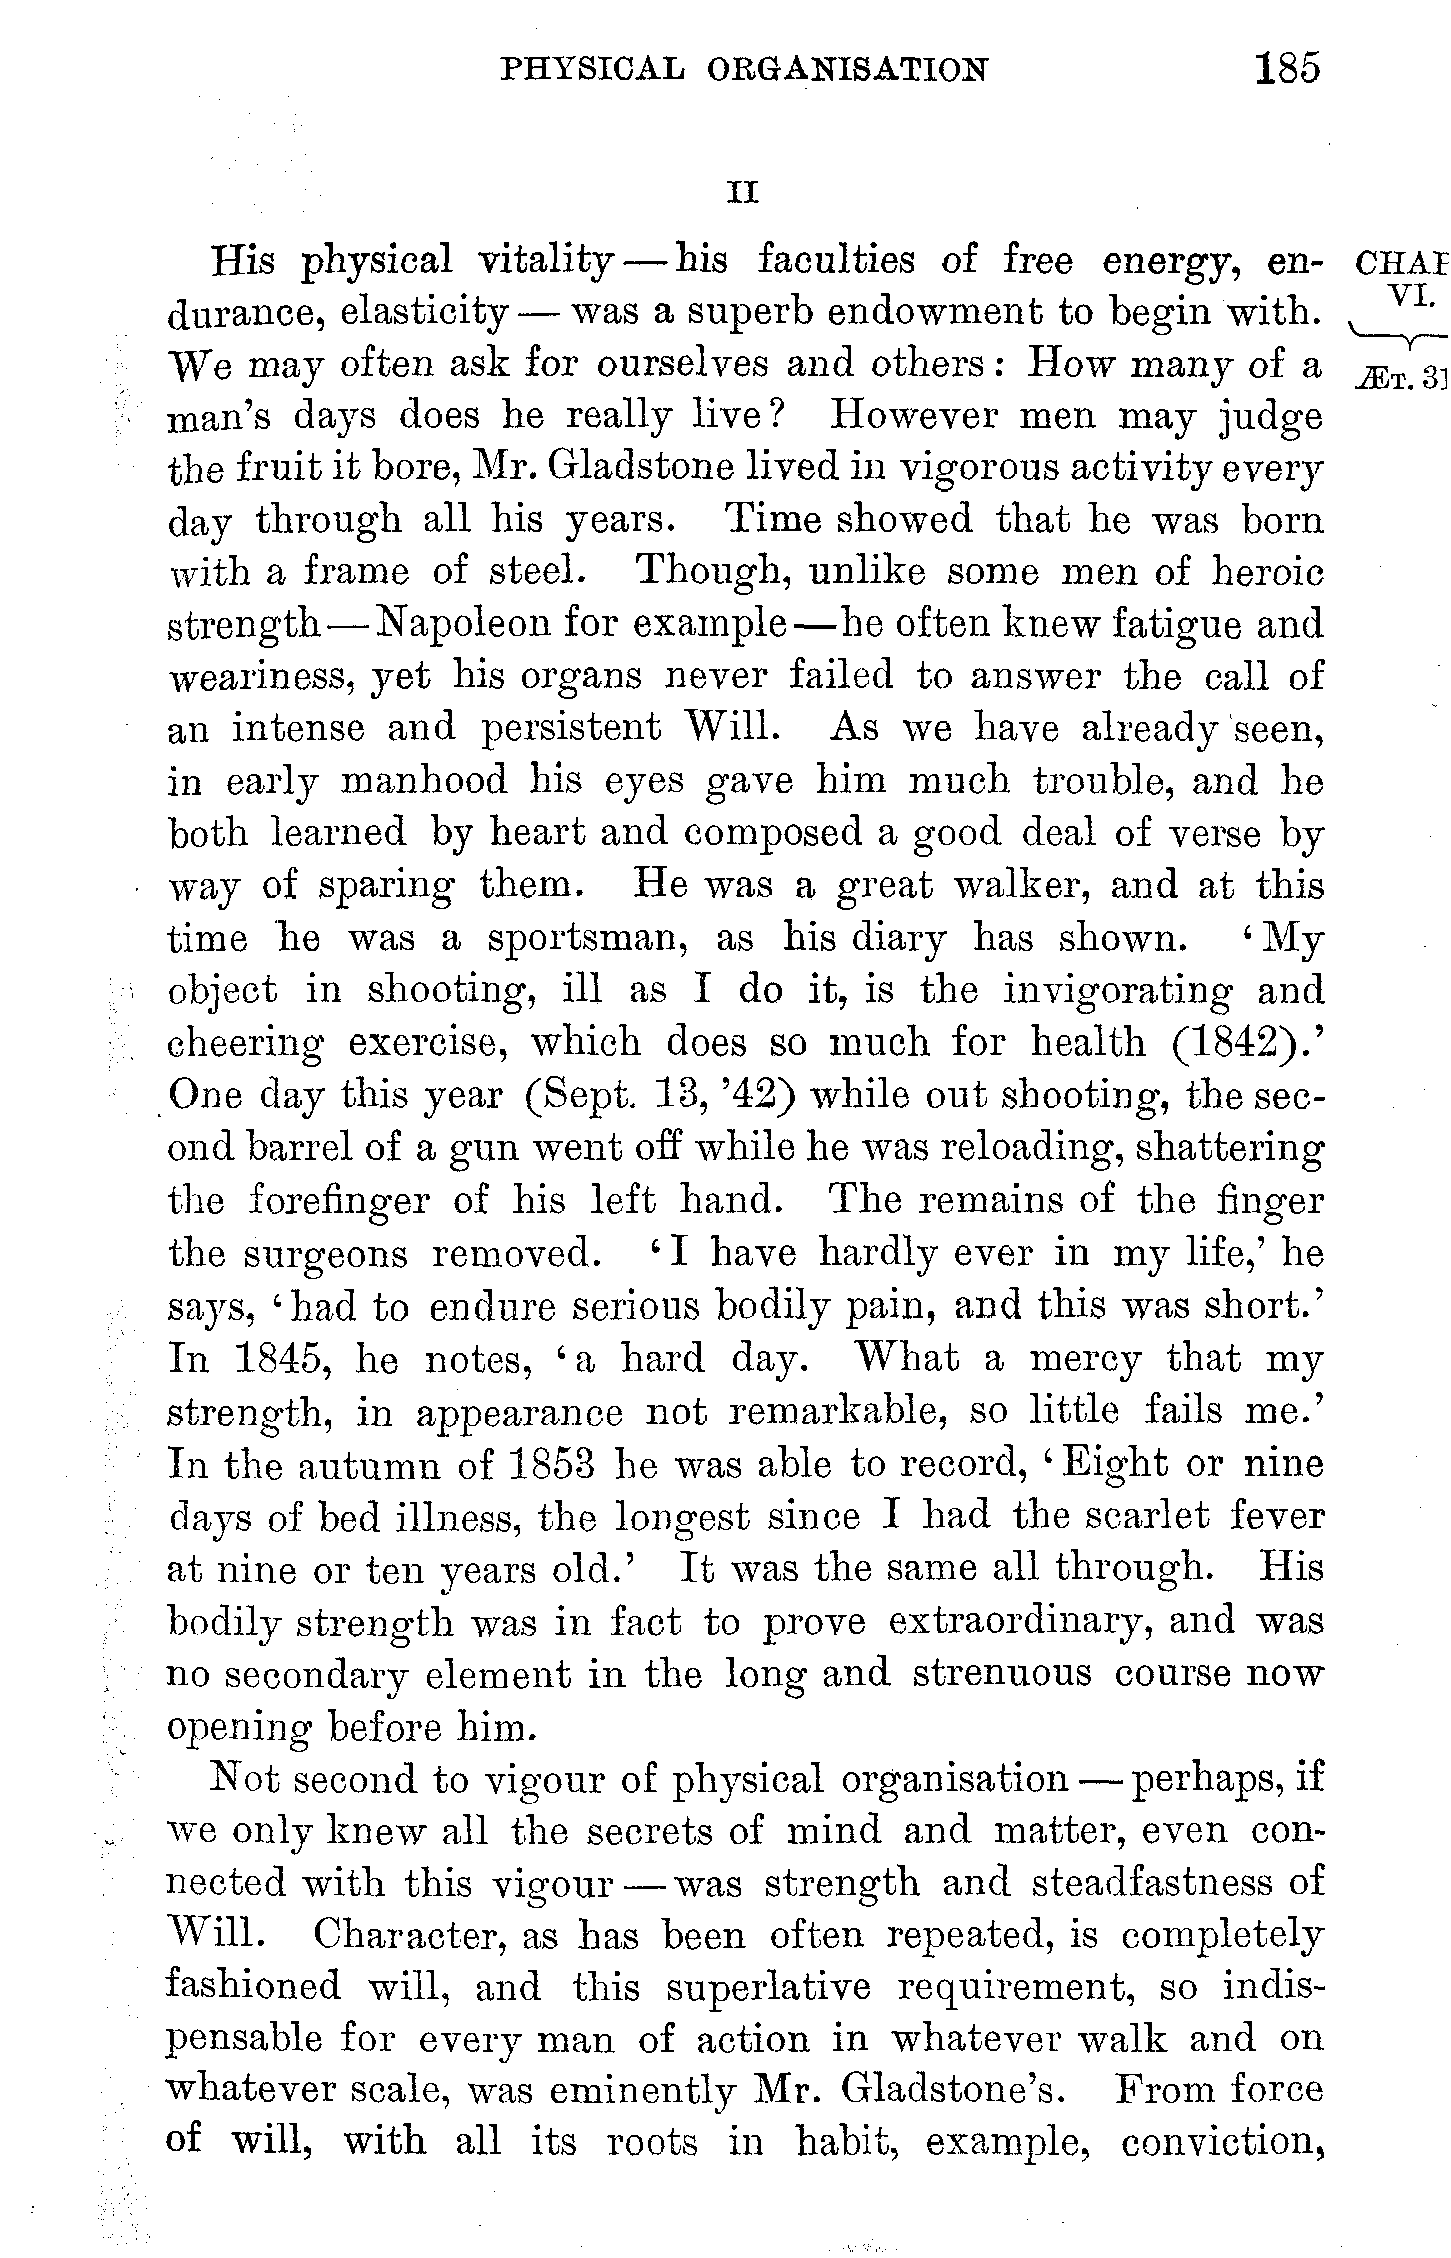 PHYSICAL ORGANISATION 185
II
His physical vitality — his faculties of free energy, en-
durance, elasticity — was a superb endowment to begin with.
We may often ask for ourselves and others: How many of a
man's days does he really live? However men may judge
the fruit it bore, Mr. Gladstone lived in vigorous activity every
day through all his years. Time showed that he was born
with a frame of steel. Though, unlike some men of heroic
strength—Napoleon for example—he often knew fatigue and
weariness, yet his organs never failed to answer the call of
an intense and persistent Will. As we have already seen,
in early manhood his eyes gave him much trouble, and he
both learned by heart and composed a good deal of verse by
way of sparing them. He was a great walker, and at this
time he was a sportsman, as his diary has shown. ‘My
object in shooting, ill as I do it, is the invigorating and
cheering exercise, which does so much for health (1842).’
One day this year (Sept. 13, ’42) while out shooting, the sec-
ond barrel of a gun went off while he was reloading, shattering
the forefinger of his left hand. The remains of the finger
the surgeons removed. ‘I have hardly ever in my life,’ he
says, ‘had to endure serious bodily pain, and this was short.’
In 1845, he notes, ‘a hard day. What a mercy that my
strength, in appearance not remarkable, so little fails me.’
In the autumn of 1853 he was able to record, ‘Eight or nine
days of bed illness, the longest since I had the scarlet fever
at nine or ten years old.’ It was the same all through. His
bodily strength was in fact to prove extraordinary, and was
no secondary element in the long and strenuous course now
opening before him.
Not second to vigour of physical organisation — perhaps, if
we only knew all the secrets of mind and matter, even con-
nected with this vigour — was strength and steadfastness of
Will. Character, as has been often repeated, is completely
fashioned will, and this superlative requirement, so indis-
pensable for every man of action in whatever walk and on
whatever scale, was eminently Mr. Gladstone's. From force
of will, with all its roots in habit, example, conviction,
CHAP
VI.
ÆT. 31